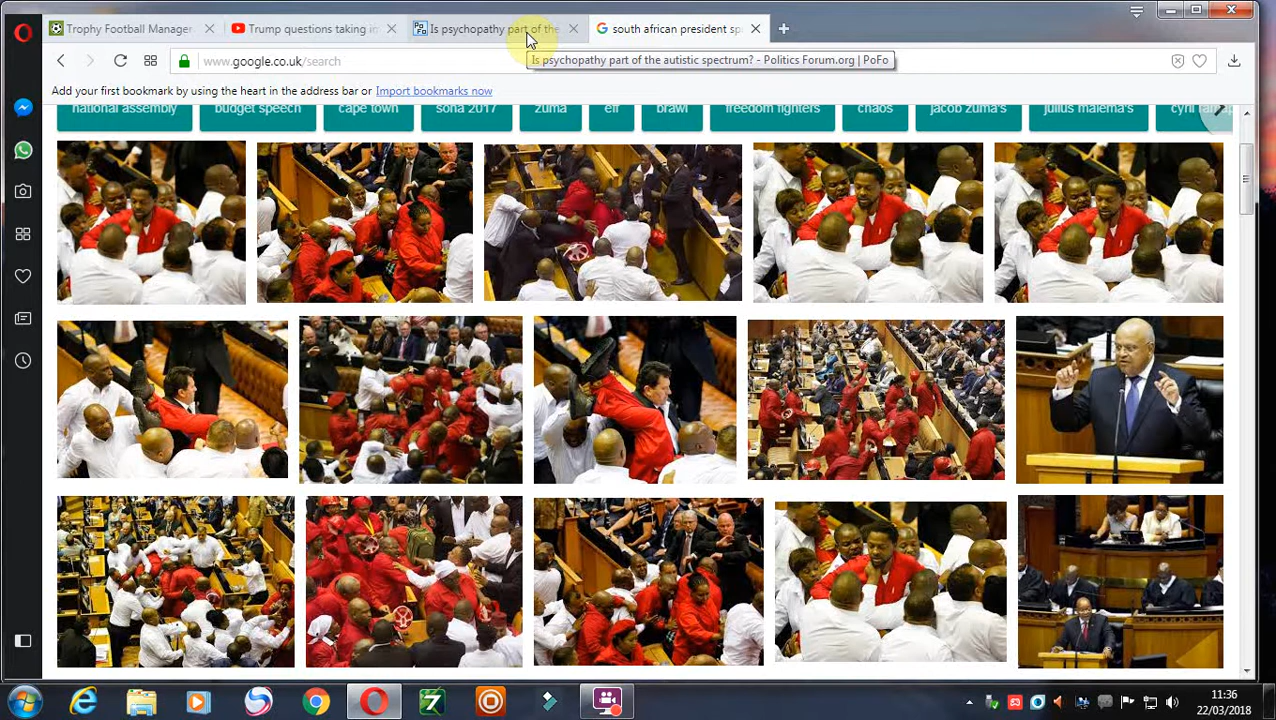 Trophy Football Manager
Trump questions taking i
Is psychopathy part of the
south african president sp
www.google.co.uk/search
Is psychopathy part of the autistic spectrum? - Politics Forum.org | PoFo
Add your first bookmark by using the heart in the address bar or Import bookmarks now
national assembly
budget speech
cape town
sona 2017
zuma
eff
brawl
freedom fighters
chaos
jacob zuma's
julius malema's
11:36
22/03/2018